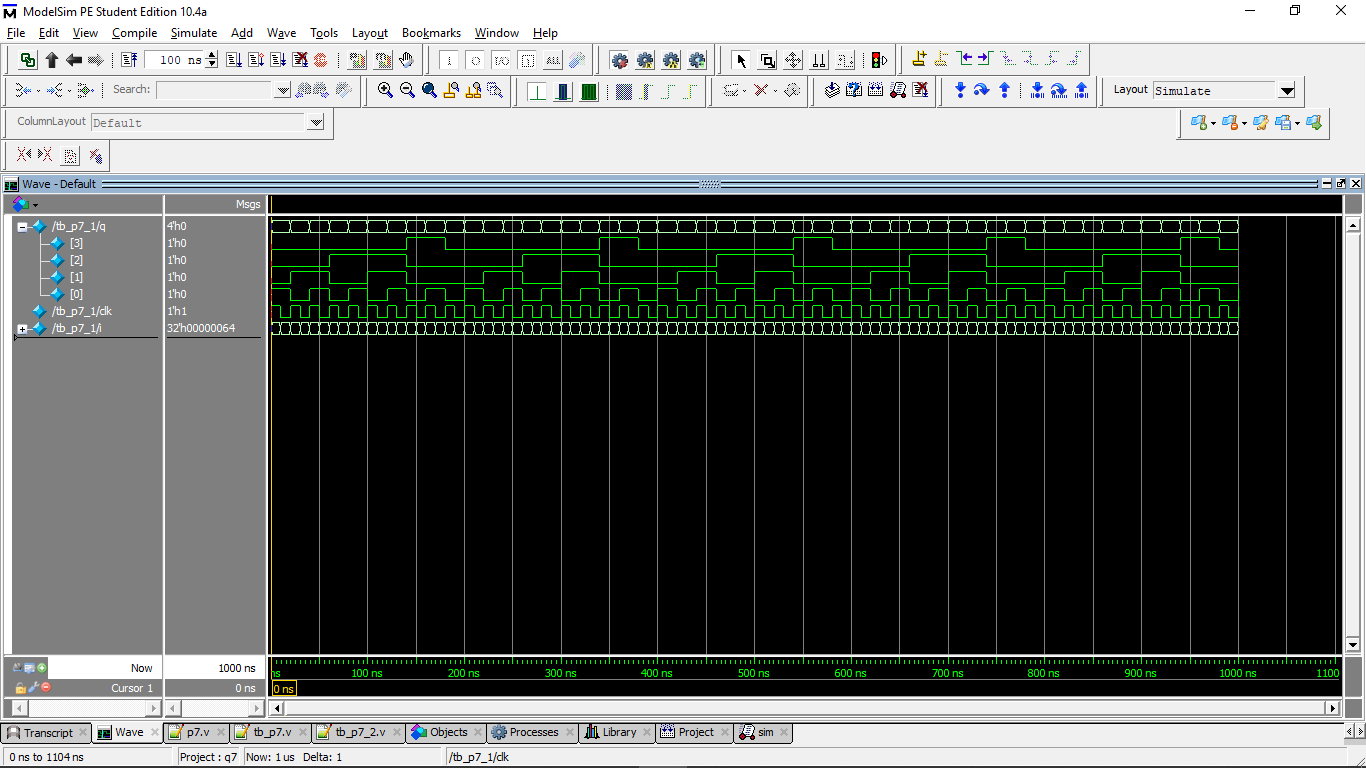 ModelSim PE Student Edition 10.4a
File Edit View Compile Simulate Add Wave Tools Layout Bookmarks Window Help
100 ns
Search:
Layout Simulate
ColumnLayout Default
Wave - Default
Msgs
/tb_p7_1/q 4'h0
[3] 1'h0
[2] 1'h0
[1] 1'h0
[0] 1'h0
/tb_p7_1/clk 1'h1
/tb_p7_1/i 32'h00000064
Now 1000 ns ns 100 ns 200 ns 300 ns 400 ns 500 ns 600 ns 700 ns 800 ns 900 ns 1000 ns 1100
Cursor 1 0 ns 0 ns
Transcript Wave p7.v tb_p7.v tb_p7_2.v Objects Processes Library Project sim
0 ns to 1104 ns Project : q7 Now: 1 us Delta: 1 /tb_p7_1/clk